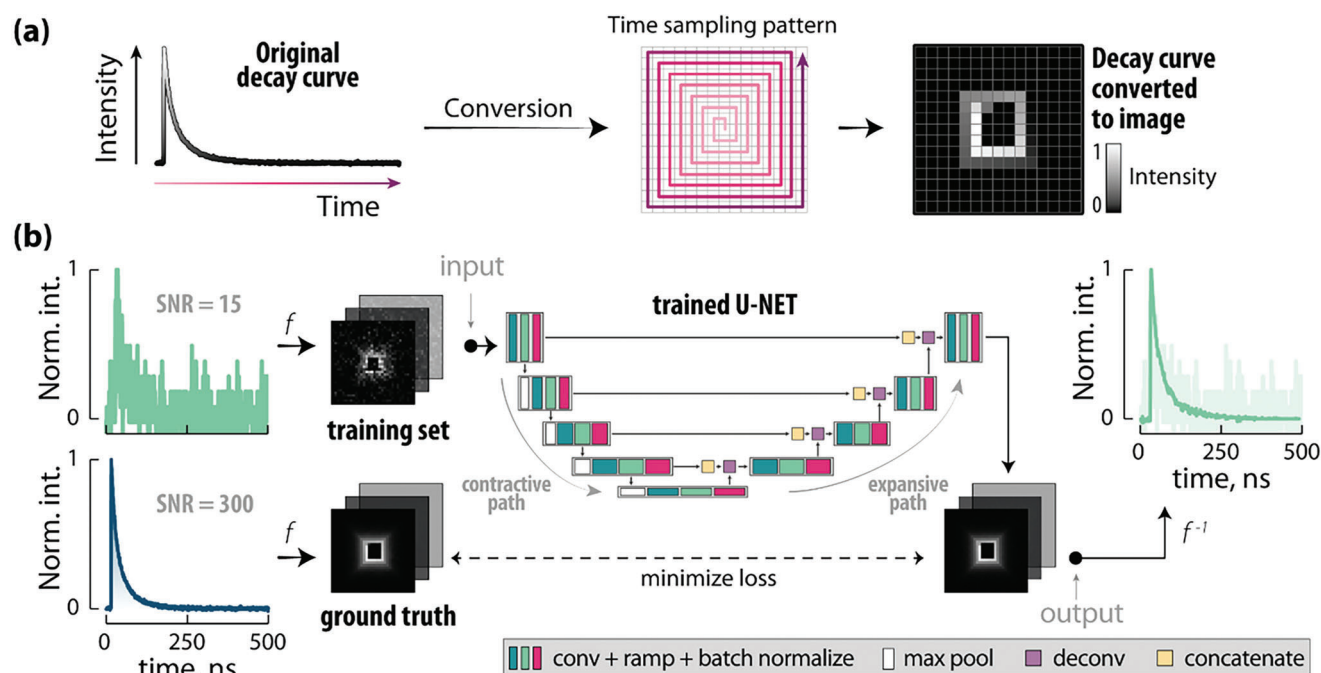 (a)
Intensity
Original
decay curve
Time
Conversion
Time sampling pattern
Decay curve
converted
to image
1
0
Intensity
(b)
Norm. int.
1
0
SNR = 15
f
training set
input
trained U-NET
contractive
path
expansive
path
Norm. int.
1
0
SNR = 300
0
250
500
time, ns
f
ground truth
minimize loss
output
f -1
Norm. int.
1
0
0
250
500
time, ns
conv + ramp + batch normalize
max pool
deconv
concatenate